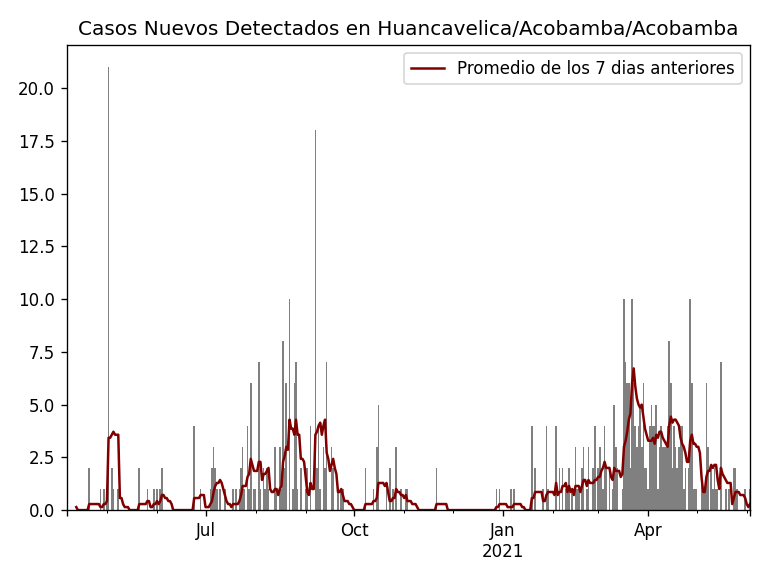 Casos Nuevos Detectados en Huancavelica/Acobamba/Acobamba
Promedio de los 7 dias anteriores
20.0
17.5
15.0
12.5
10.0
7.5
5.0
2.5
0.0
Jul
Oct
Jan
Apr
2021